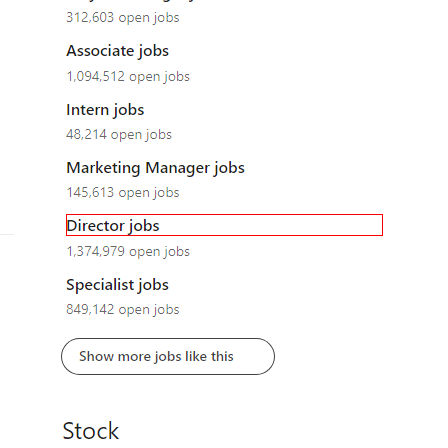 312,603 open jobs
Associate jobs
1,094,512 open jobs
Intern jobs
48,214 open jobs
Marketing Manager jobs
145,613 open jobs
Director jobs
1,374,979 open jobs
Specialist jobs
849,142 open jobs
Show more jobs like this
Stock